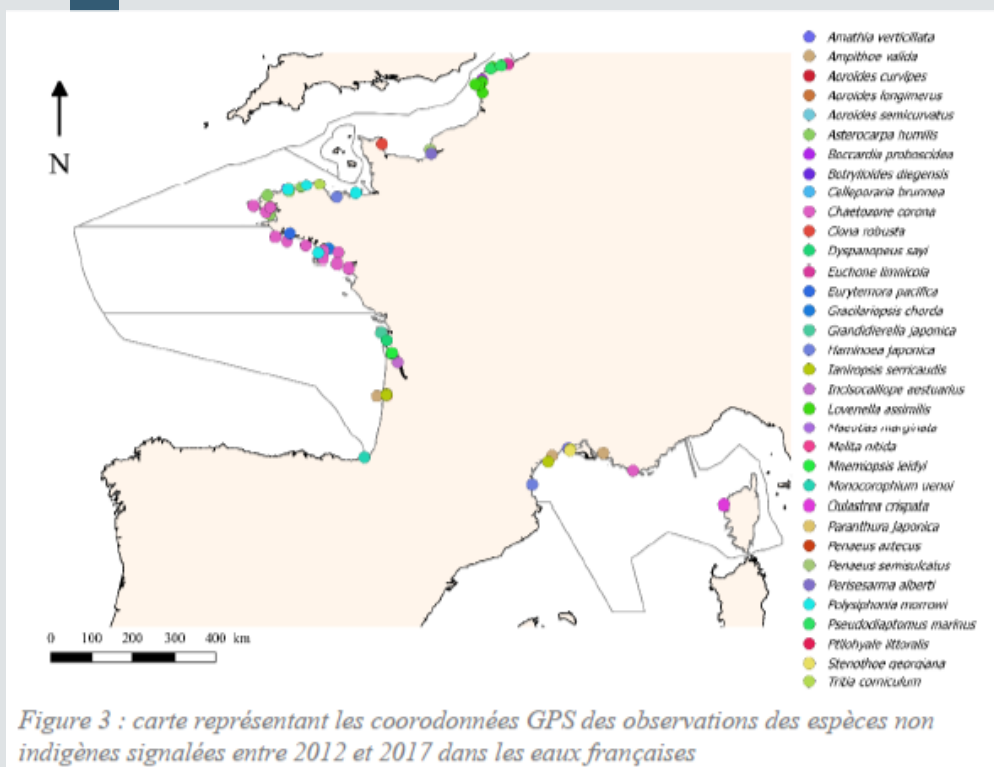 N
0 100 200 300 400 km
Amathia verticillata
Ampithoe valida
Aoroides curvipes
Aoroides longimerus
Aoroides semicurvatus
Asterocarpa humilis
Boccardia proboscidea
Botrylloides diegensis
Celleporaria brunnea
Chaetozone corona
Cliona robusta
Dyspanopeus sayi
Euchone limnicola
Eurytemora pacifica
Gracilariopsis chorda
Grandidierella japonica
Haminoea japonica
Ianiropsis serricaudis
Incisocalliope aestuarius
Lovenella assimilis
marginata
Melita nitida
Mnemiopsis leidyi
Monocorophium uenoi
Oulastrea crispata
Paranthura japonica
Penaeus aztecus
Penaeus semisulcatus
Perisesarma alberti
Polysiphonia morrowi
Pseudodiaptomus marinus
Ptilohyale littoralis
Stenothoe georgiana
Tritia corniculum
Figure 3 : carte représentant les coorodonnées GPS des observations des espèces non
indigènes signalées entre 2012 et 2017 dans les eaux françaises